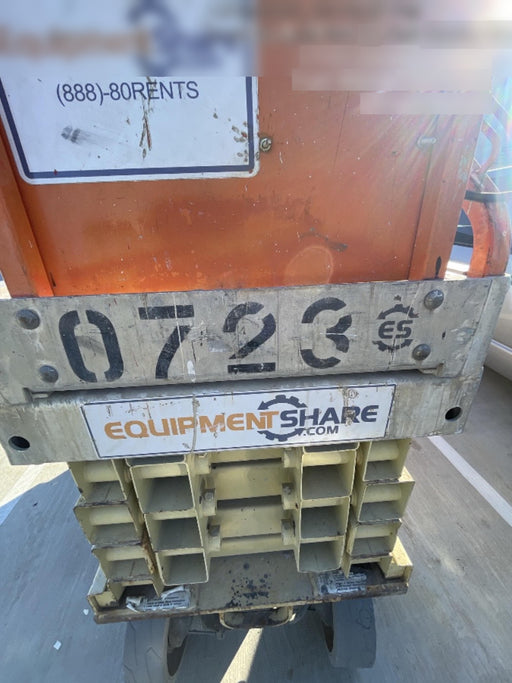 (888)-80RENTS
0723 ES
EQUIPMENTSHARE
.COM